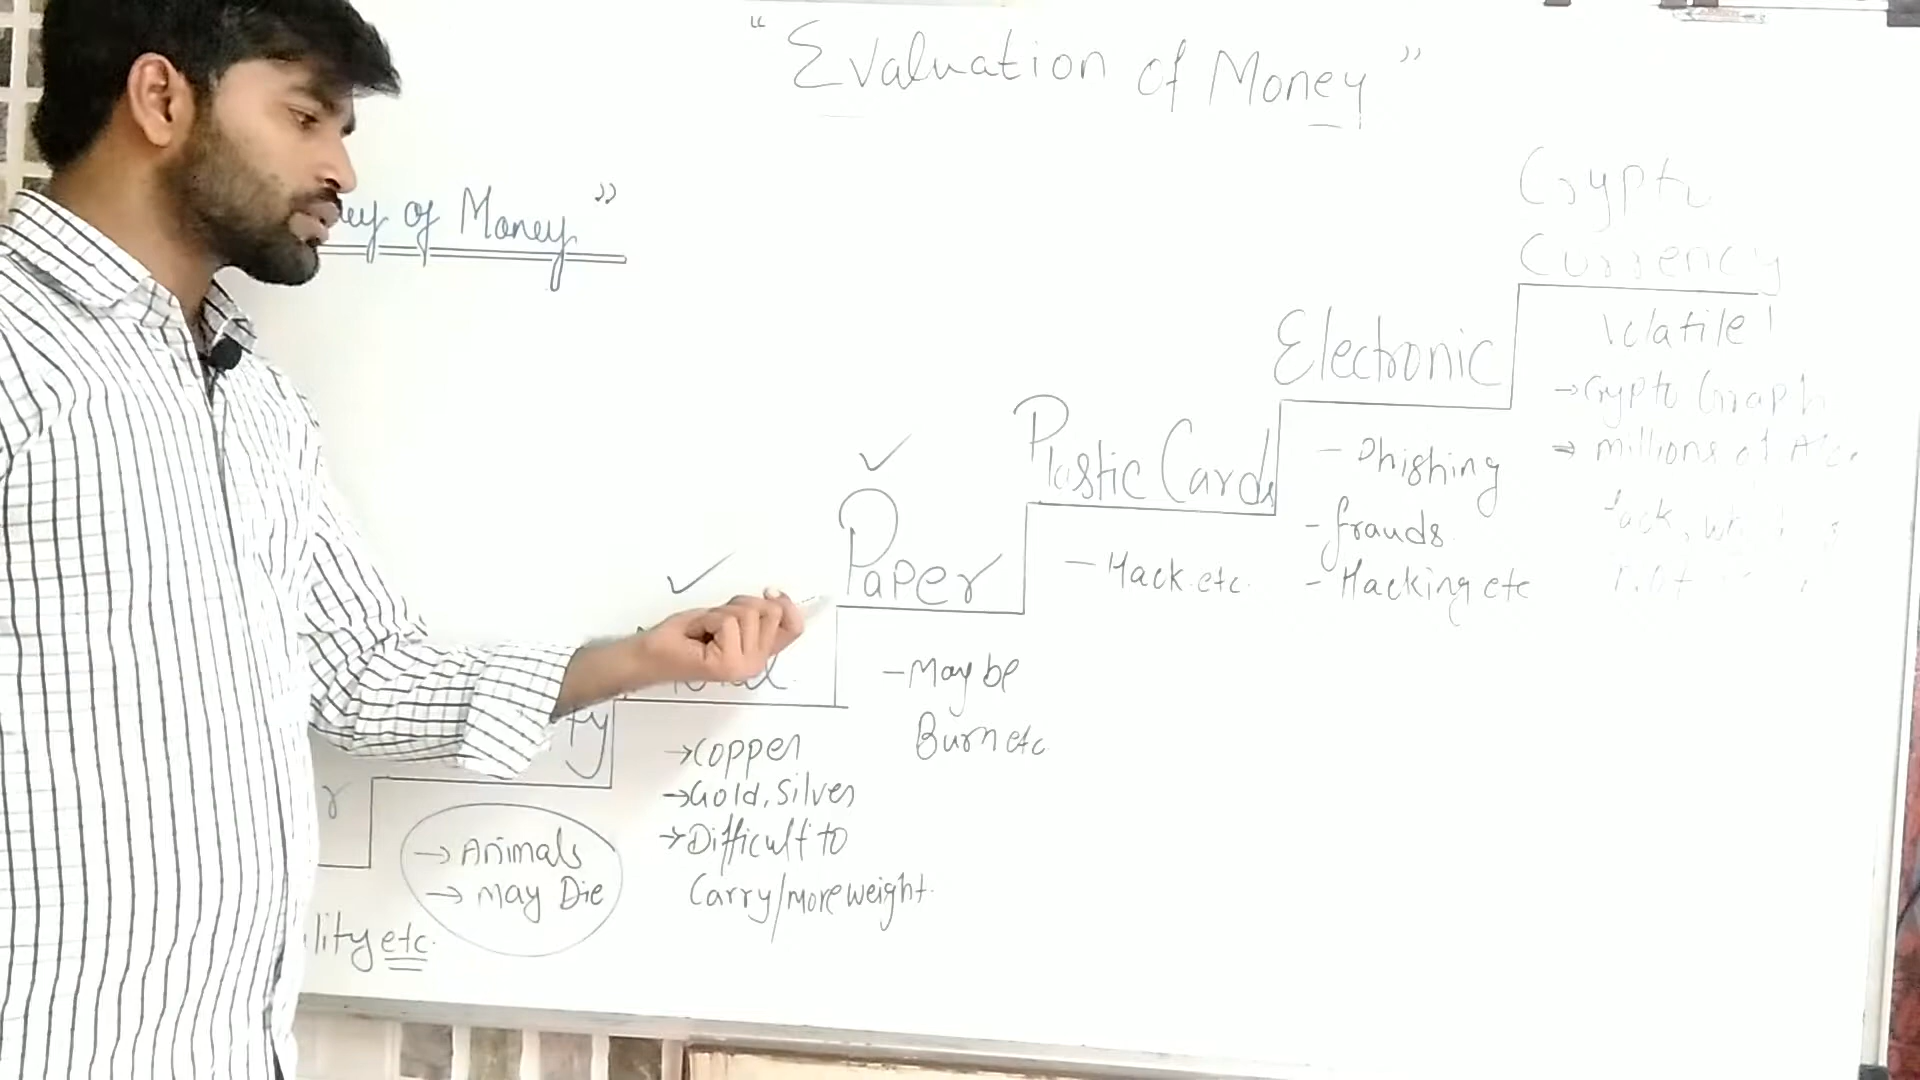 "Evaluation of Money"
of Money"
Crypto
Currency
Volatile
→ Crypto Graph
→ millions of
Electronic
- Phishing
- frauds
- Hacking etc
Plastic Cards
- Hack etc.
Paper
- May be
Burn etc
→ Copper
→ Gold, Silver
→ Difficult to
Carry/more weight.
→ Animals
→ may Die
etc.